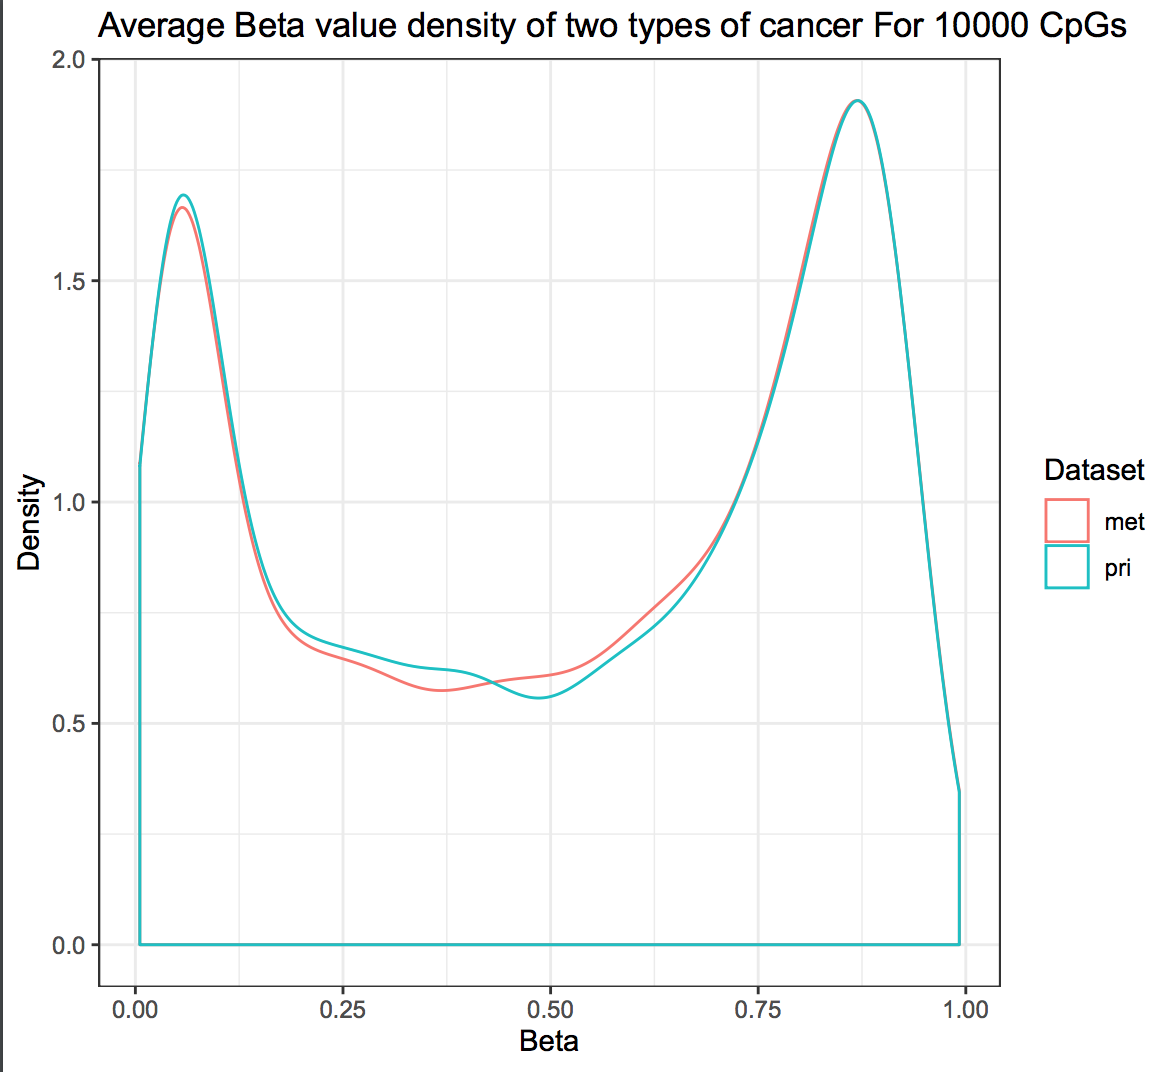 Average Beta value density of two types of cancer For 10000 CpGs
2.0
1.5
1.0
0.5
0.0
Density
0.00 0.25 0.50 0.75 1.00
Beta
Dataset
met
pri